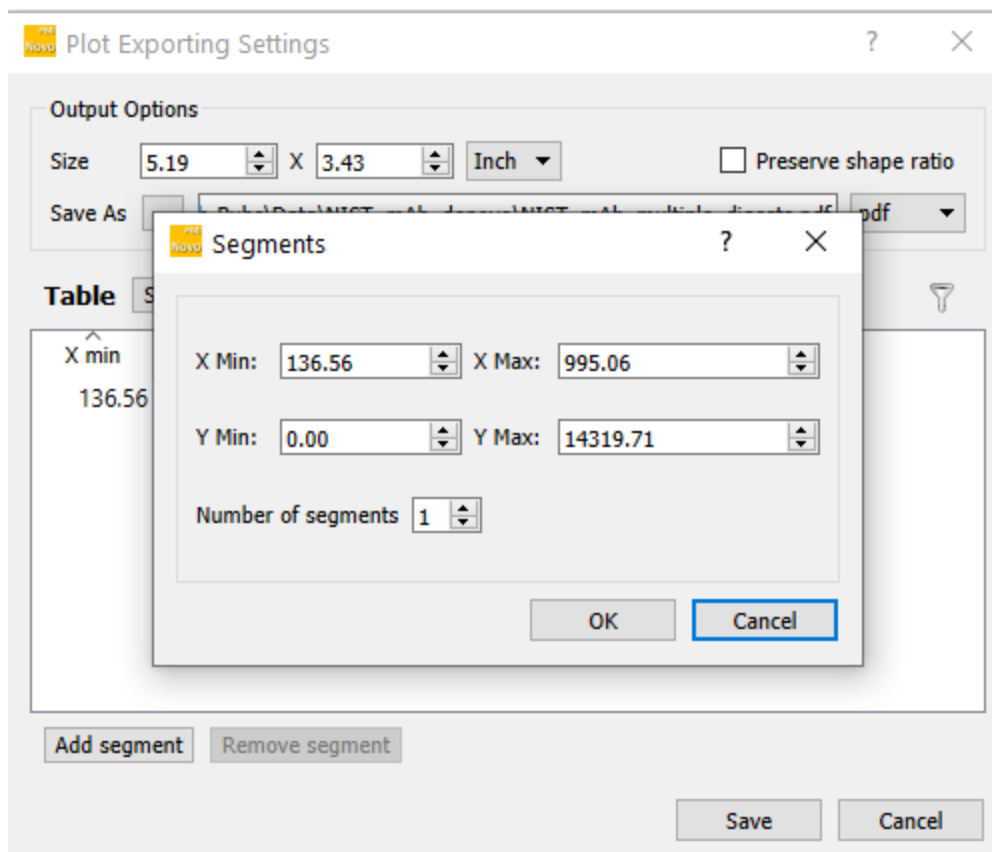 Novo Plot Exporting Settings
Output Options
Size 5.19 X 3.43 Inch Preserve shape ratio
Save As pdf
Novo Segments
Table S
X min
136.56
X Min: 136.56 X Max: 995.06
Y Min: 0.00 Y Max: 14319.71
Number of segments 1
OK Cancel
Add segment Remove segment
Save Cancel